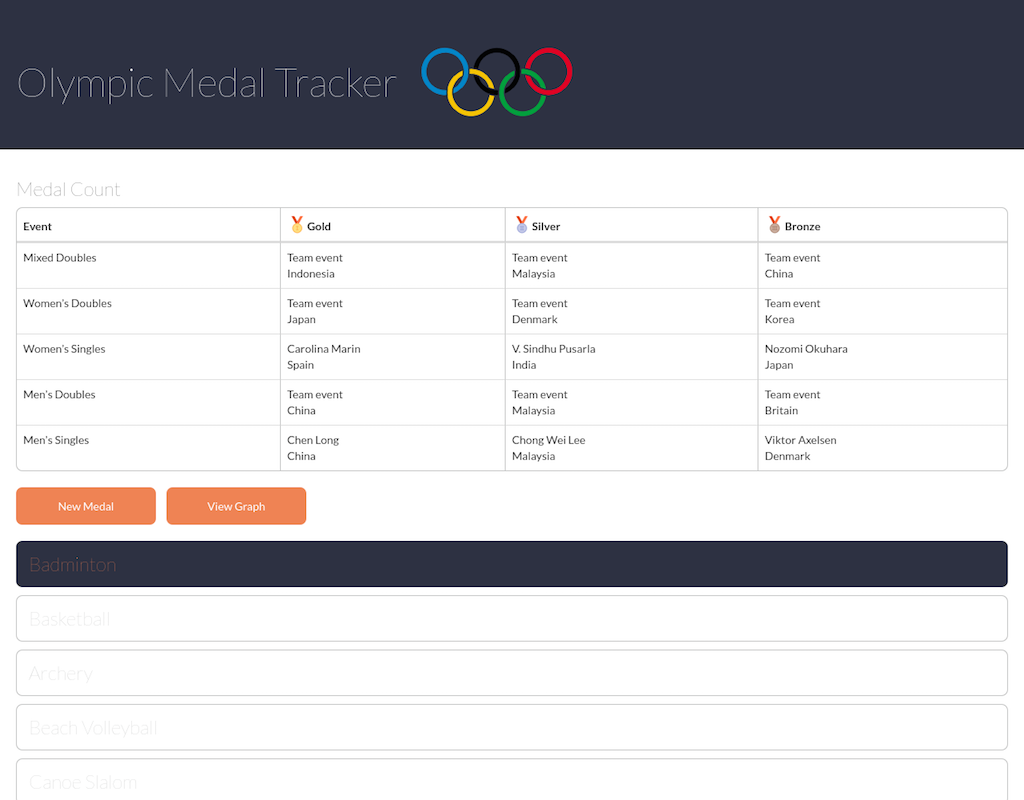 Olympic Medal Tracker
Medal Count
Event Gold Silver Bronze
Mixed Doubles Team event Team event Team event
Indonesia Malaysia China
Women's Doubles Team event Team event Team event
Japan Denmark Korea
Women's Singles Carolina Marin V. Sindhu Pusarla Nozomi Okuhara
Spain India Japan
Men's Doubles Team event Team event Team event
China Malaysia Britain
Men's Singles Chen Long Chong Wei Lee Viktor Axelsen
China Malaysia Denmark
New Medal View Graph
Badminton
Basketball
Archery
Beach Volleyball
Canoe Slalom